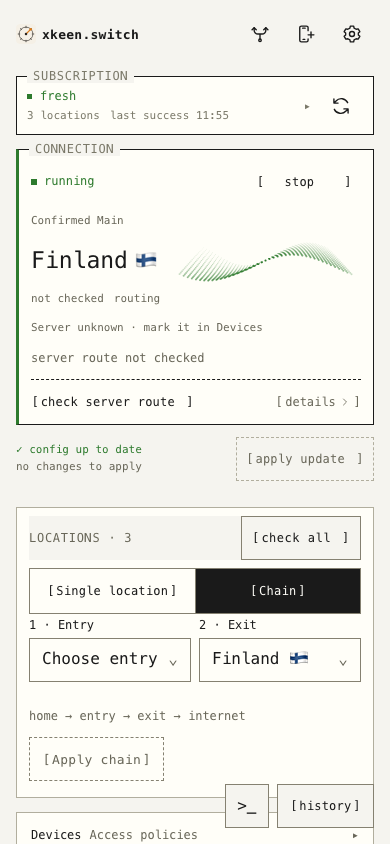 xkeen.switch
SUBSCRIPTION
fresh
3 locations last success 11:55
CONNECTION
running
[ stop ]
Confirmed Main
Finland
not checked routing
Server unknown · mark it in Devices
server route not checked
[check server route ]
[details > ]
✓ config up to date
no changes to apply
[apply update ]
LOCATIONS · 3
[check all ]
[Single location]
[Chain]
1 · Entry
2 · Exit
Choose entry
Finland
home → entry → exit → internet
[Apply chain]
>_
[history]
Devices Access policies